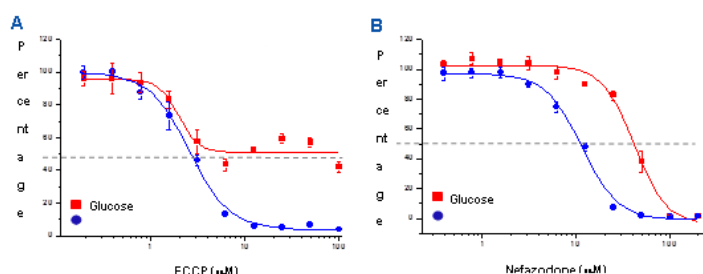 A
P
er
ce
nt
a
g
e
120
100
80
60
40
20
0
Glucose
1 10 100
FCCP (µM)
B
P
er
ce
nt
a
g
e
120
100
80
60
40
20
0
Glucose
1 10 100
Nefazodone (µM)